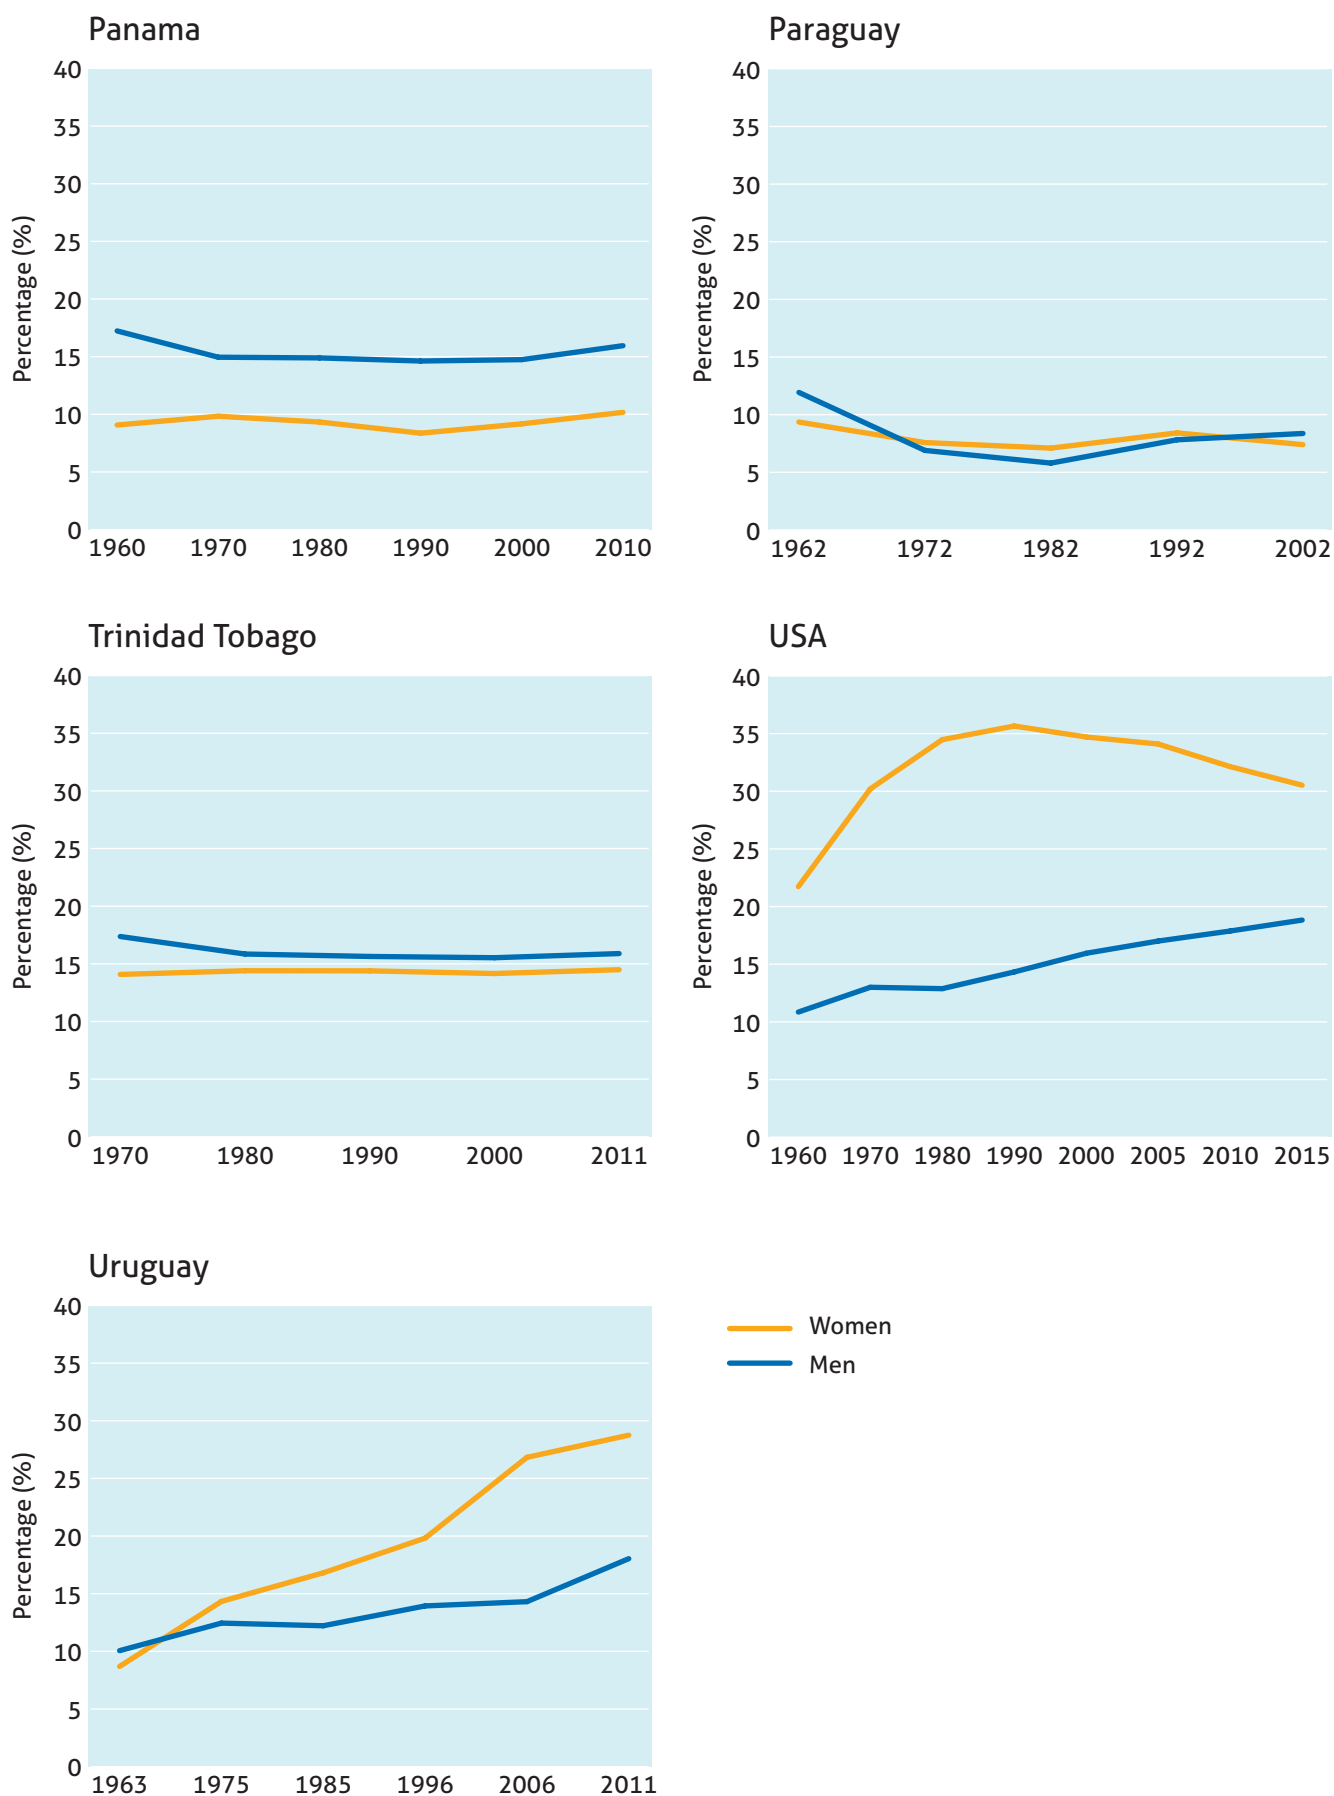 Panama
40
35
30
25
20
15
10
5
0
Percentage (%)
1960 1970 1980 1990 2000 2010
Paraguay
40
35
30
25
20
15
10
5
0
Percentage (%)
1962 1972 1982 1992 2002
Trinidad Tobago
40
35
30
25
20
15
10
5
0
Percentage (%)
1970 1980 1990 2000 2011
USA
40
35
30
25
20
15
10
5
0
Percentage (%)
1960 1970 1980 1990 2000 2005 2010 2015
Uruguay
40
35
30
25
20
15
10
5
0
Percentage (%)
1963 1975 1985 1996 2006 2011
Women
Men